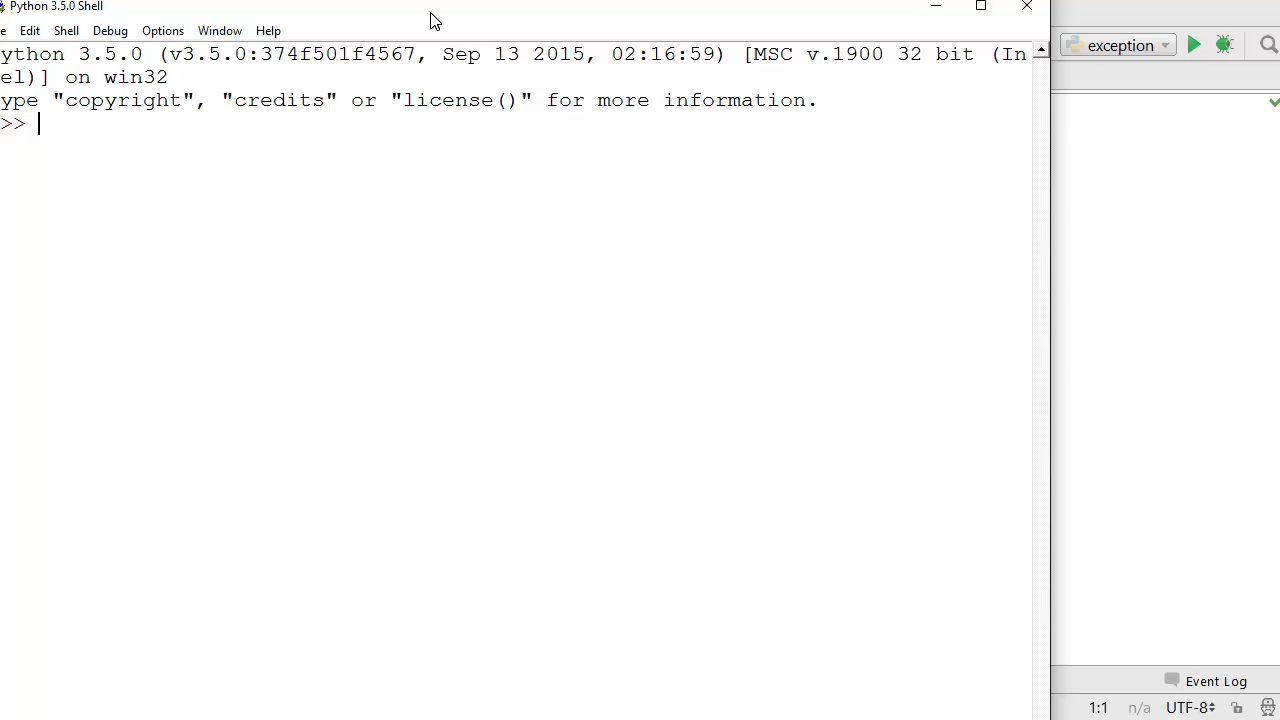 Python 3.5.0 Shell
e Edit Shell Debug Options Window Help
ython 3.5.0 (v3.5.0:374f501f4567, Sep 13 2015, 02:16:59) [MSC v.1900 32 bit (In
el)] on win32
ype "copyright", "credits" or "license()" for more information.
>>
exception
Event Log
1:1 n/a UTF-8